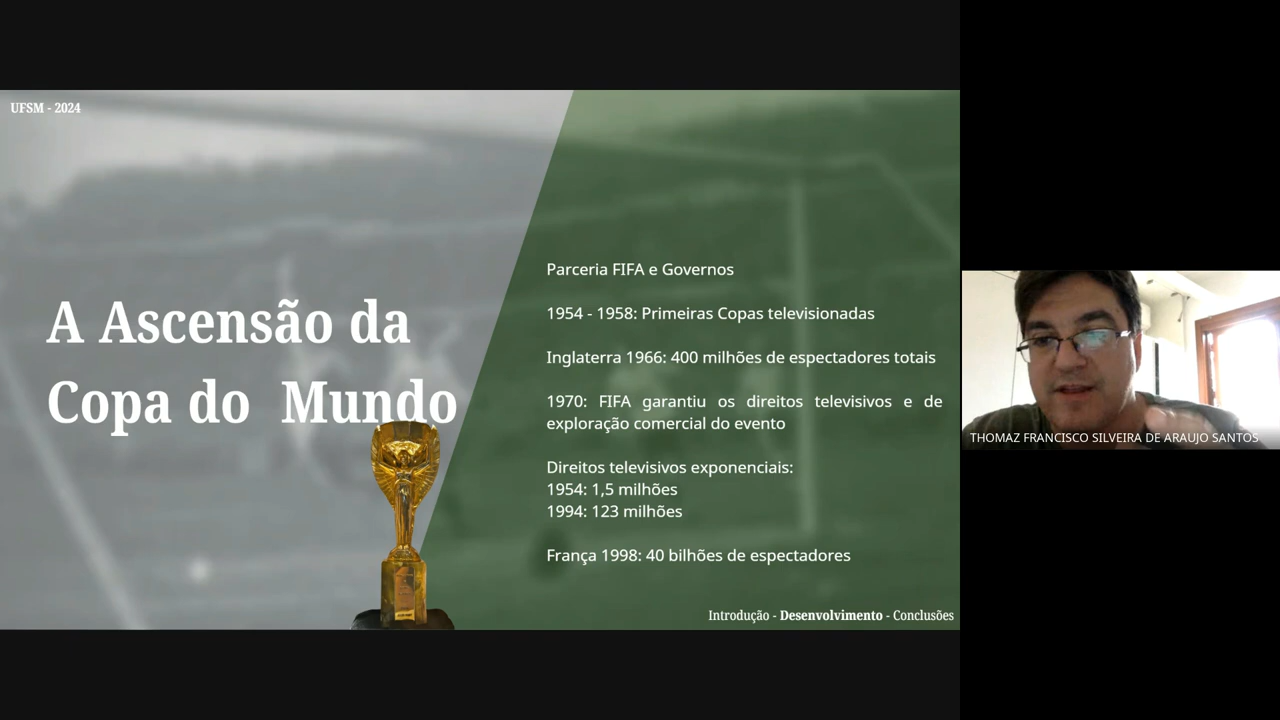 UFSM - 2024
A Ascensão da
Copa do Mundo
Parceria FIFA e Governos
1954 - 1958: Primeiras Copas televisionadas
Inglaterra 1966: 400 milhões de espectadores totais
1970: FIFA garantiu os direitos televisivos e de
exploração comercial do evento
Direitos televisivos exponenciais:
1954: 1,5 milhões
1994: 123 milhões
França 1998: 40 bilhões de espectadores
Introdução - Desenvolvimento - Conclusões
THOMAZ FRANCISCO SILVEIRA DE ARAUJO SANTOS